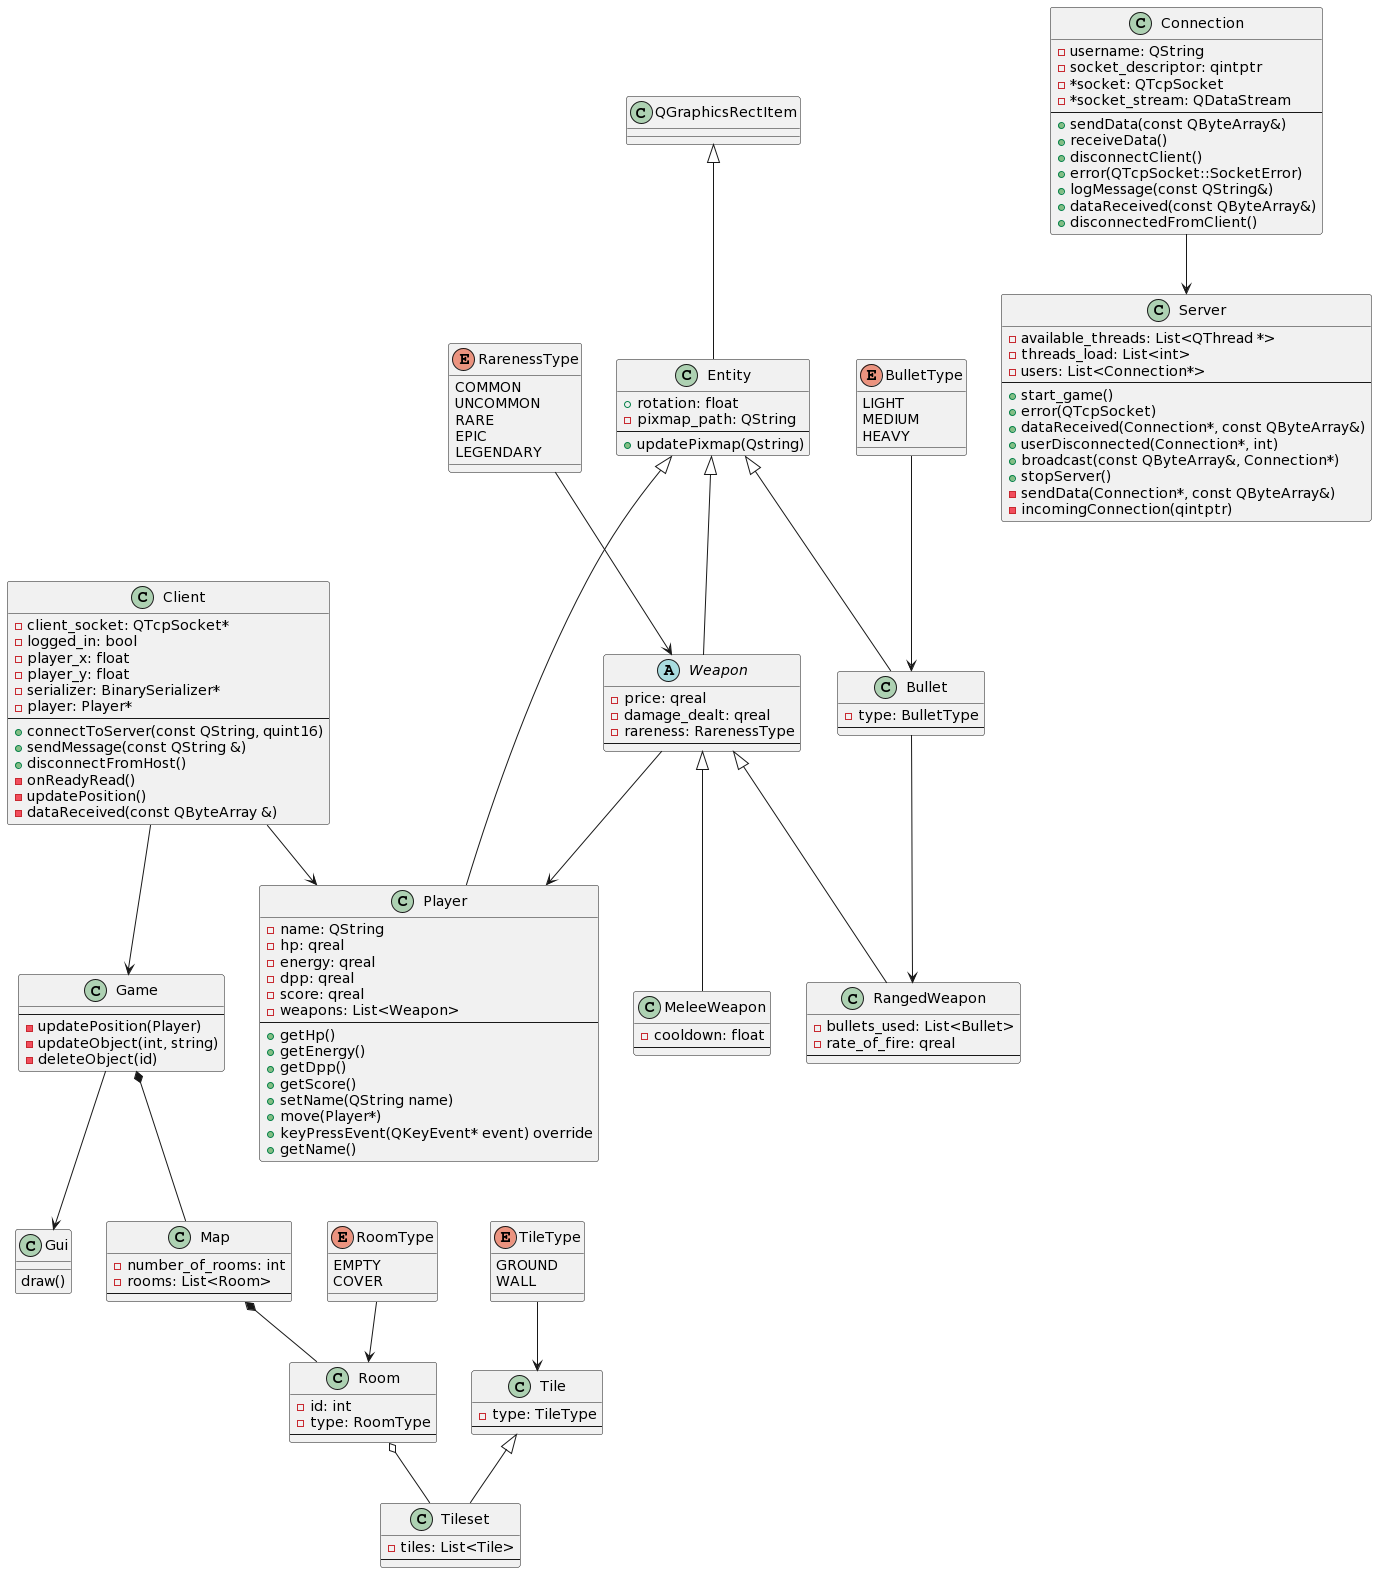 C Connection
username: QString
socket_descriptor: qintptr
*socket: QTcpSocket
*socket_stream: QDataStream
sendData(const QByteArray&)
receiveData()
disconnectClient()
error(QTcpSocket::SocketError)
logMessage(const QString&)
dataReceived(const QByteArray&)
disconnectedFromClient()
C QGraphicsRectItem
C Server
available_threads: List<QThread *>
threads_load: List<int>
users: List<Connection*>
start_game()
error(QTcpSocket)
dataReceived(Connection*, const QByteArray&)
userDisconnected(Connection*, int)
broadcast(const QByteArray&, Connection*)
stopServer()
sendData(Connection*, const QByteArray&)
incomingConnection(qintptr)
E RarenessType
COMMON
UNCOMMON
RARE
EPIC
LEGENDARY
C Entity
rotation: float
pixmap_path: QString
updatePixmap(Qstring)
E BulletType
LIGHT
MEDIUM
HEAVY
C Client
client_socket: QTcpSocket*
logged_in: bool
player_x: float
player_y: float
serializer: BinarySerializer*
player: Player*
connectToServer(const QString, quint16)
sendMessage(const QString &)
disconnectFromHost()
onReadyRead()
updatePosition()
dataReceived(const QByteArray &)
A Weapon
price: qreal
damage_dealt: qreal
rareness: RarenessType
C Bullet
type: BulletType
C Player
name: QString
hp: qreal
energy: qreal
dpp: qreal
score: qreal
weapons: List<Weapon>
getHp()
getEnergy()
getDpp()
getScore()
setName(QString name)
move(Player*)
keyPressEvent(QKeyEvent* event) override
getName()
C Game
updatePosition(Player)
updateObject(int, string)
deleteObject(id)
C MeleeWeapon
cooldown: float
C RangedWeapon
bullets_used: List<Bullet>
rate_of_fire: qreal
C Gui
draw()
C Map
number_of_rooms: int
rooms: List<Room>
E RoomType
EMPTY
COVER
E TileType
GROUND
WALL
C Room
id: int
type: RoomType
C Tile
type: TileType
C Tileset
tiles: List<Tile>